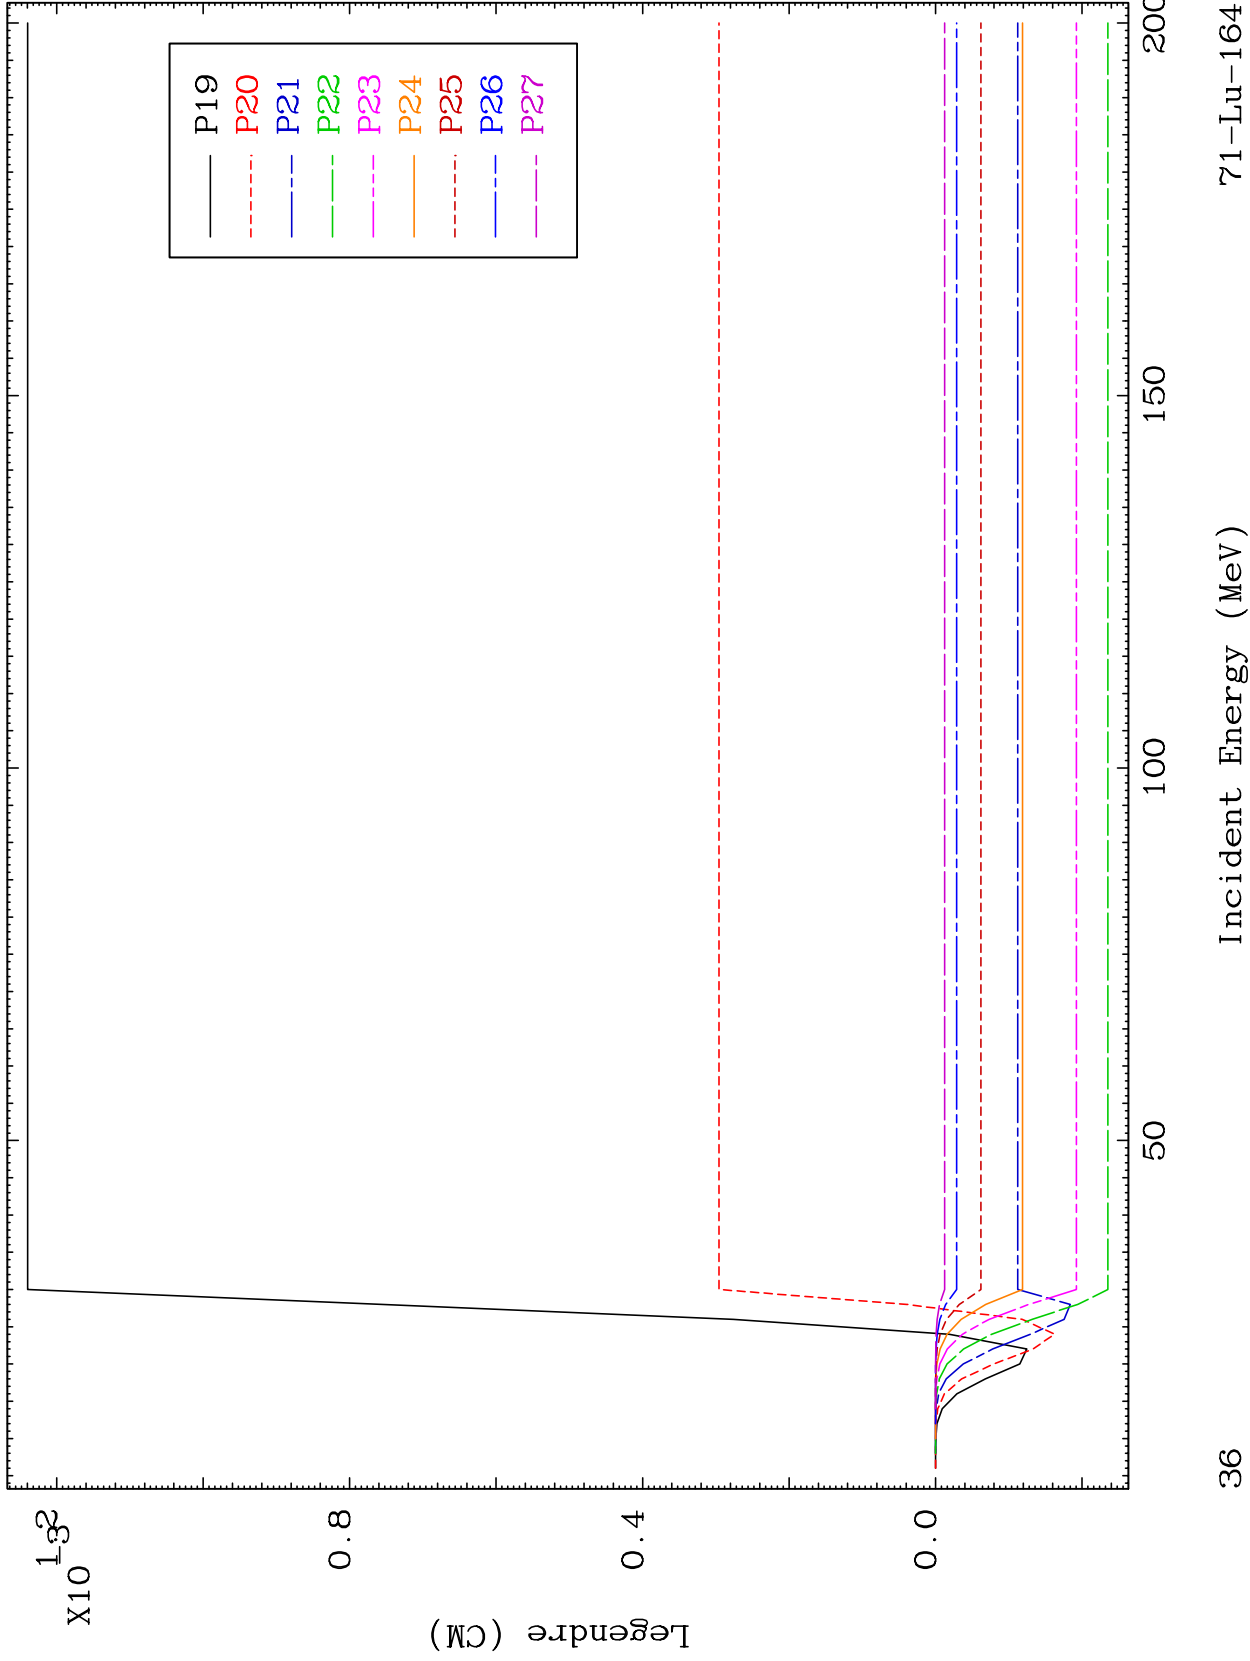 P19
P20
P21
P22
P23
P24
P25
P26
P27
1.2
0.8
0.4
0.0
X10
-3
Legendre (CM)
50
100
150
200
Incident Energy (MeV)
36
71-Lu-164